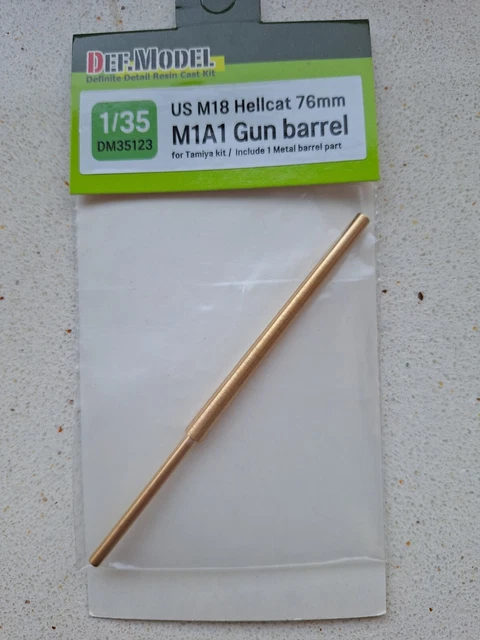 DEF.MODEL
Definite Detail Resin Cast Kit
1/35
DM35123
US M18 Hellcat 76mm
M1A1 Gun barrel
for Tamiya kit / Include 1 Metal barrel part